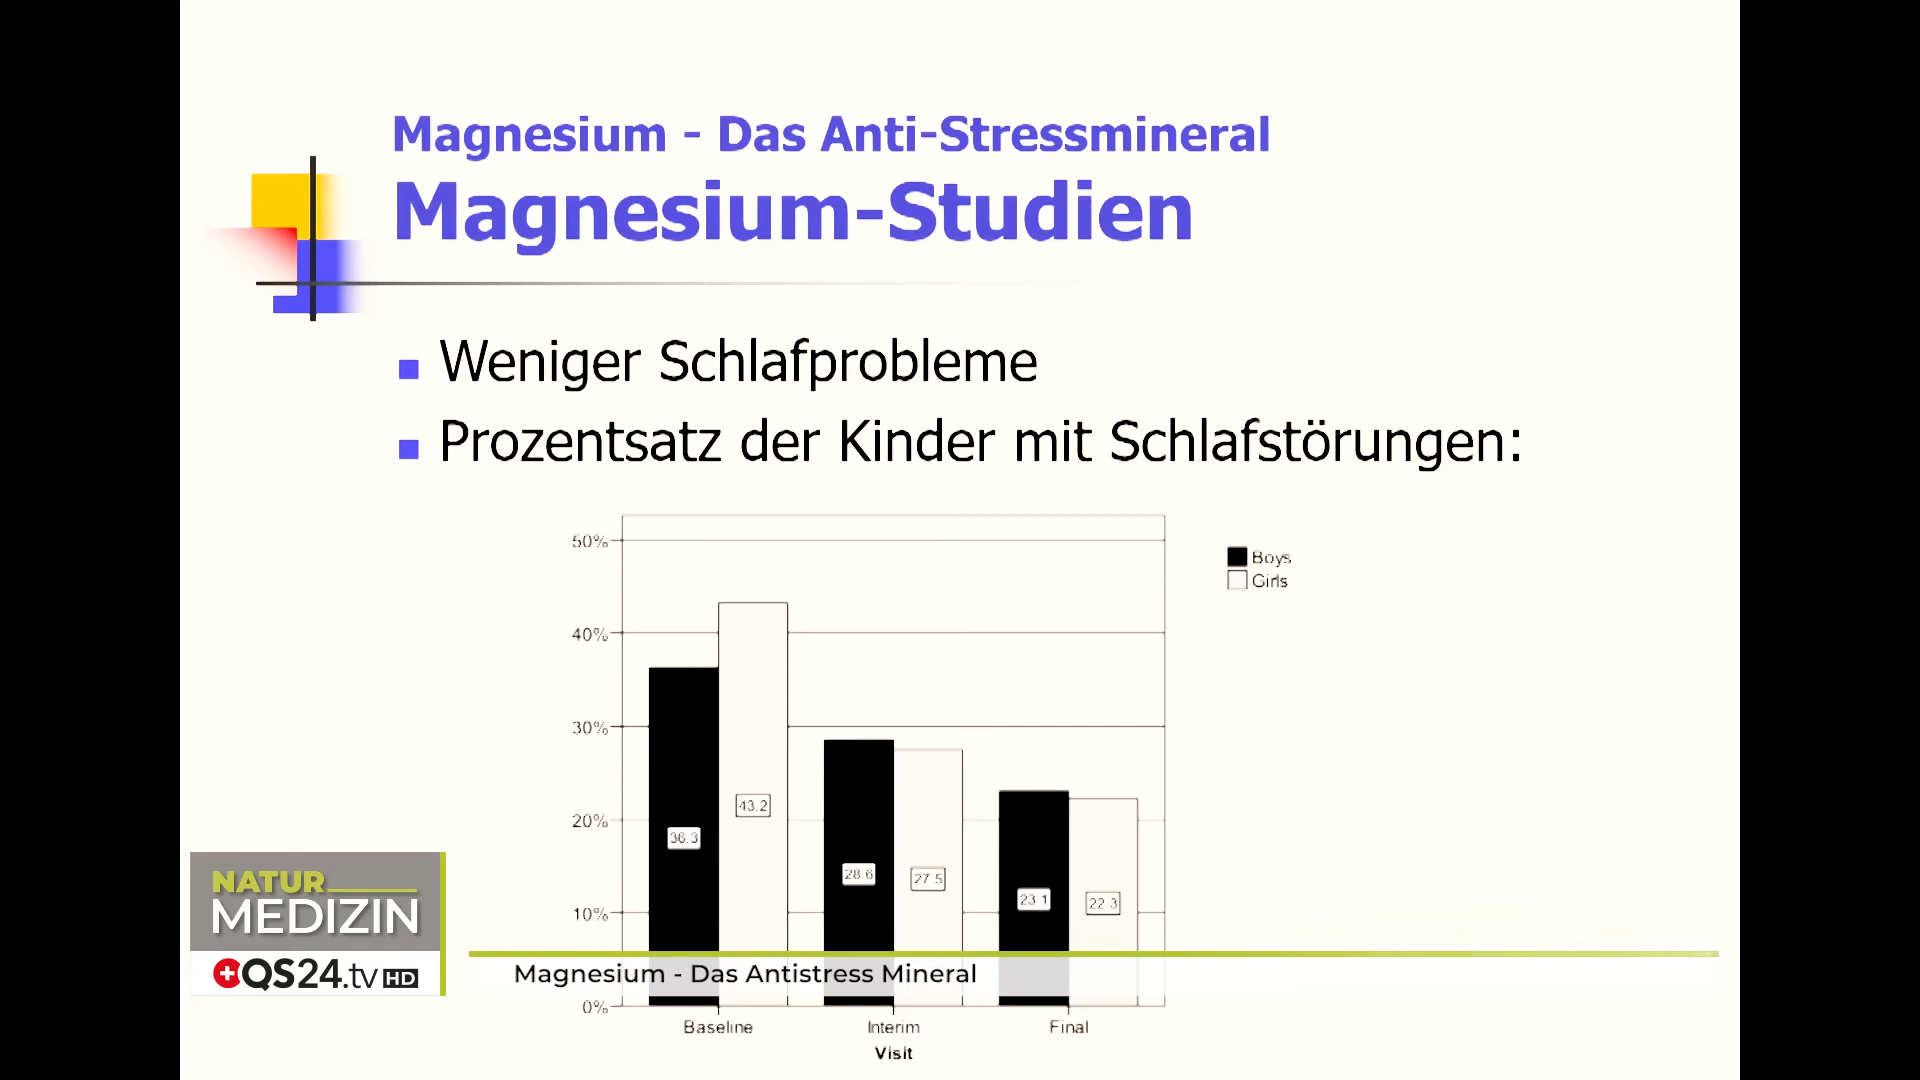 Magnesium - Das Anti-Stressmineral
Magnesium-Studien
Weniger Schlafprobleme
Prozentsatz der Kinder mit Schlafstörungen:
50%
40%
30%
20%
10%
0%
Boys
Girls
36.3
43.2
28.6
27.5
23.1
22.3
Baseline
Interim
Final
Visit
NATUR
MEDIZIN
QS24.tv HD
Magnesium - Das Antistress Mineral